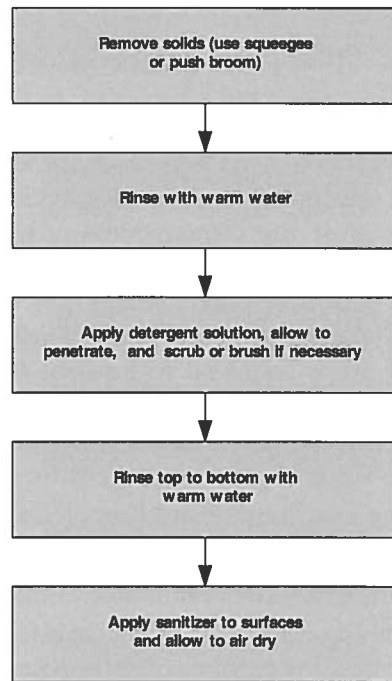 Remove solids (use squeegee
or push broom)
Rinse with warm water
Apply detergent solution, allow to
penetrate, and scrub or brush if necessary
Rinse top to bottom with
warm water
Apply sanitizer to surfaces
and allow to air dry